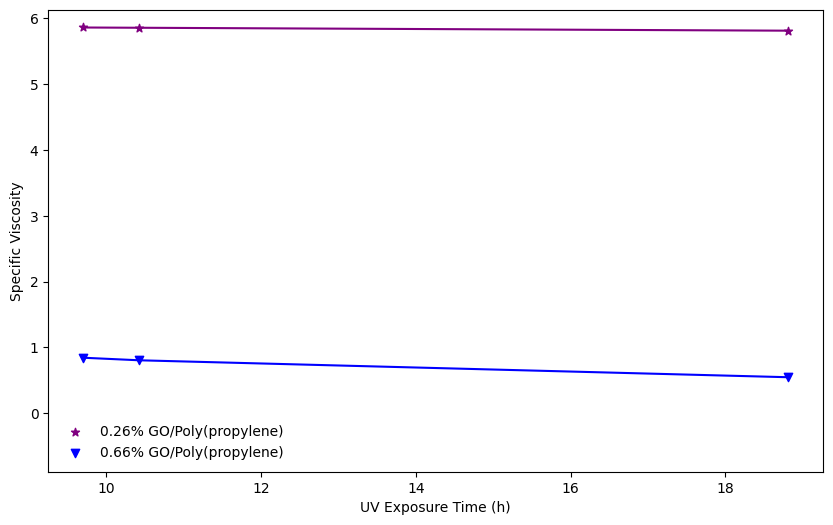 6
5
4
3
2
1
0
Specific Viscosity
0.26% GO/Poly(propylene)
0.66% GO/Poly(propylene)
10 12 14 16 18
UV Exposure Time (h)